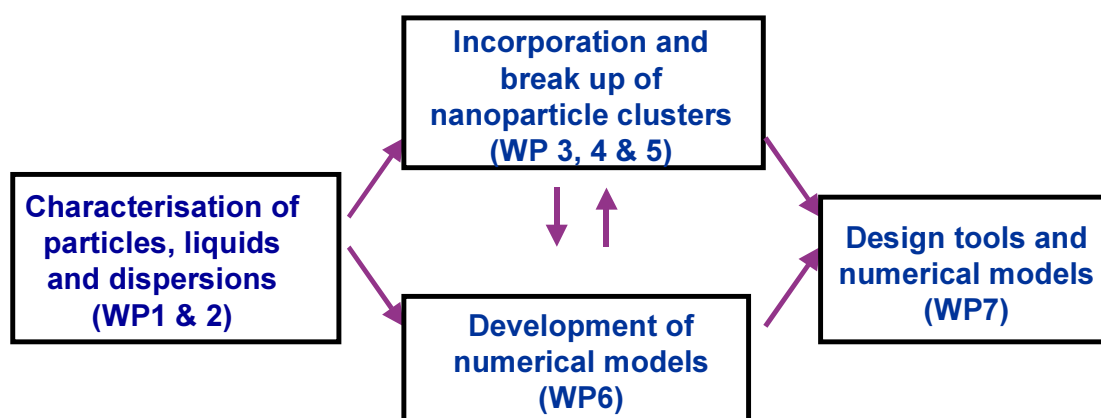 Incorporation and
break up of
nanoparticle clusters
(WP 3, 4 & 5)
Characterisation of
particles, liquids
and dispersions
(WP1 & 2)
Design tools and
numerical models
(WP7)
Development of
numerical models
(WP6)